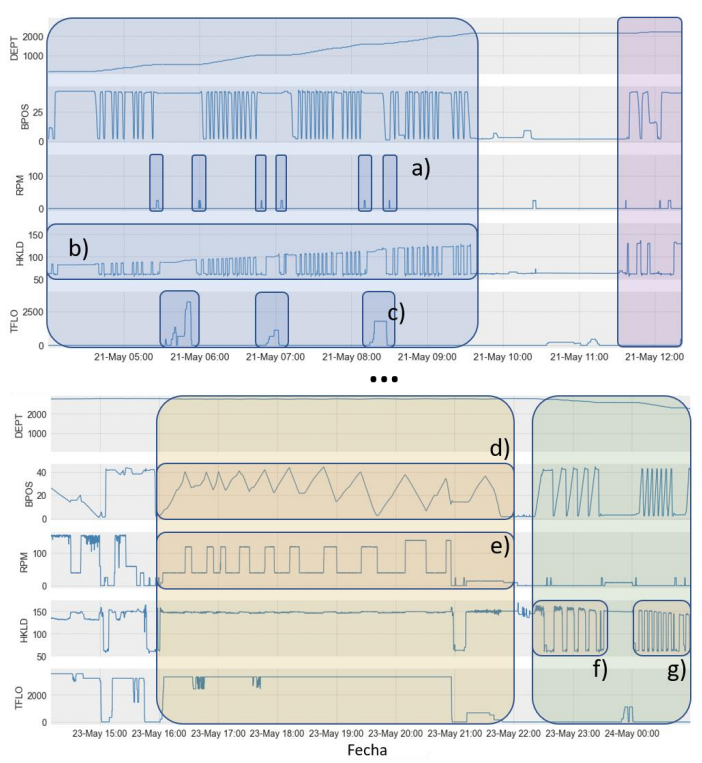 DEPT
2000
1000
BPOS
25
0
RPM
100
0
a)
HKLD
150
100
50
b)
TFLO
2500
0
c)
21-May 05:00 21-May 06:00 21-May 07:00 21-May 08:00 21-May 09:00 21-May 10:00 21-May 11:00 21-May 12:00
...
DEPT
2000
1000
d)
BPOS
40
20
0
RPM
100
0
e)
HKLD
150
100
50
f)
g)
TFLO
2000
0
23-May 15:00 23-May 16:00 23-May 17:00 23-May 18:00 23-May 19:00 23-May 20:00 23-May 21:00 23-May 22:00 23-May 23:00 24-May 00:00
Fecha